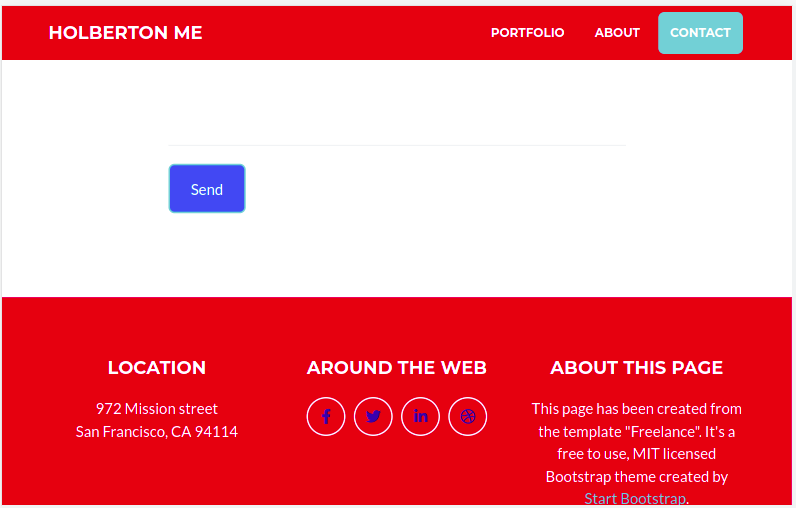 HOLBERTON ME
PORTFOLIO
ABOUT
CONTACT
Send
LOCATION
972 Mission street
San Francisco, CA 94114
AROUND THE WEB
ABOUT THIS PAGE
This page has been created from
the template "Freelance". It's a
free to use, MIT licensed
Bootstrap theme created by
Start Bootstrap.